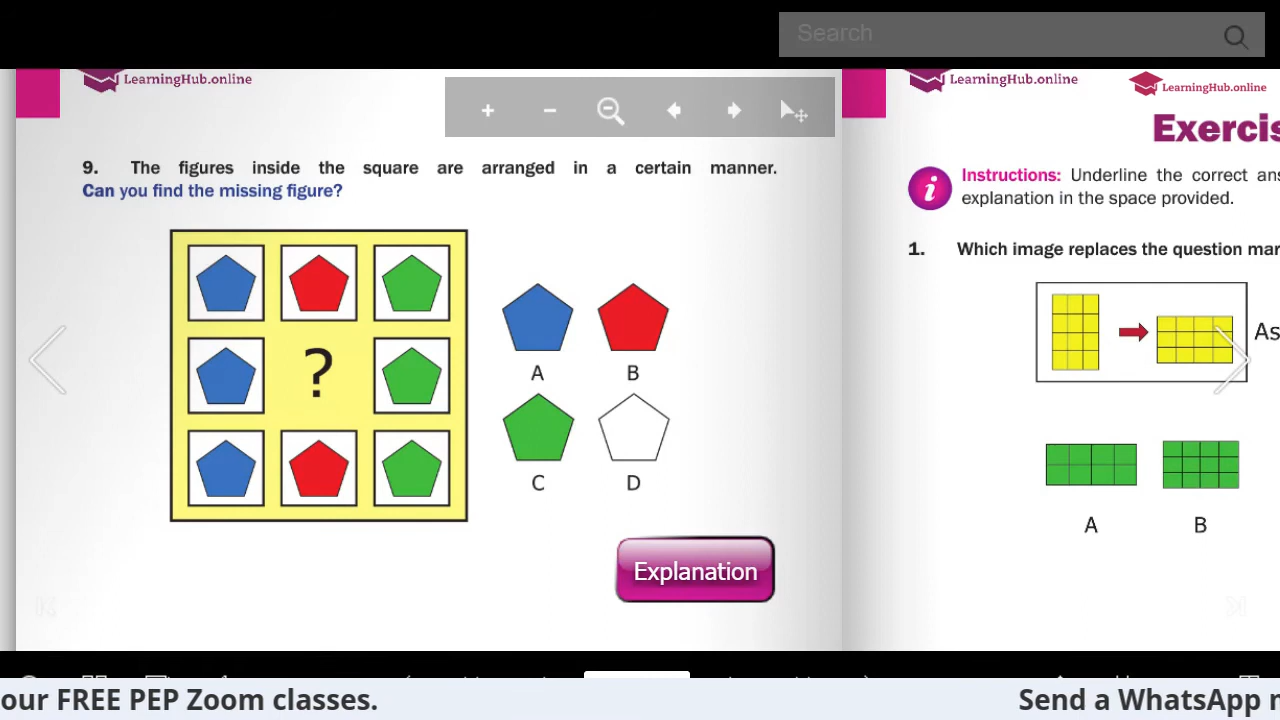 Search
LearningHub.online
LearningHub.online
LearningHub.online
9. The figures inside the square are arranged in a certain manner.
Can you find the missing figure?
?
A
B
C
D
Explanation
Exercis
i
Instructions: Underline the correct ans
explanation in the space provided.
1. Which image replaces the question mar
As
A
B
our FREE PEP Zoom classes.
Send a WhatsApp